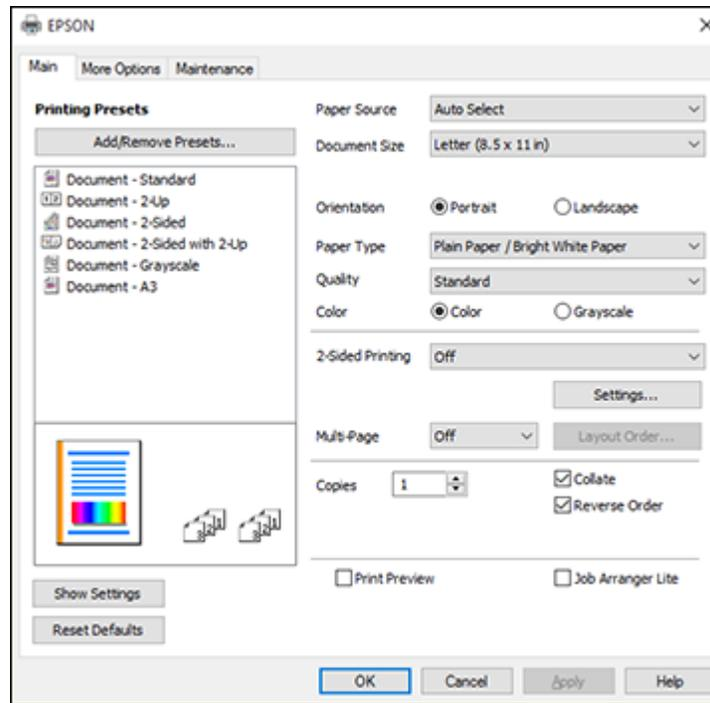 EPSON
Main
More Options
Maintenance
Printing Presets
Add/Remove Presets...
Document - Standard
Document - 2-Up
Document - 2-Sided
Document - 2-Sided with 2-Up
Document - Grayscale
Document - A3
Show Settings
Reset Defaults
Paper Source Auto Select
Document Size Letter (8.5 x 11 in)
Orientation Portrait Landscape
Paper Type Plain Paper / Bright White Paper
Quality Standard
Color Color Grayscale
2-Sided Printing Off
Settings...
Multi-Page Off Layout Order...
Copies 1 Collate
Reverse Order
Print Preview Job Arranger Lite
OK Cancel Apply Help